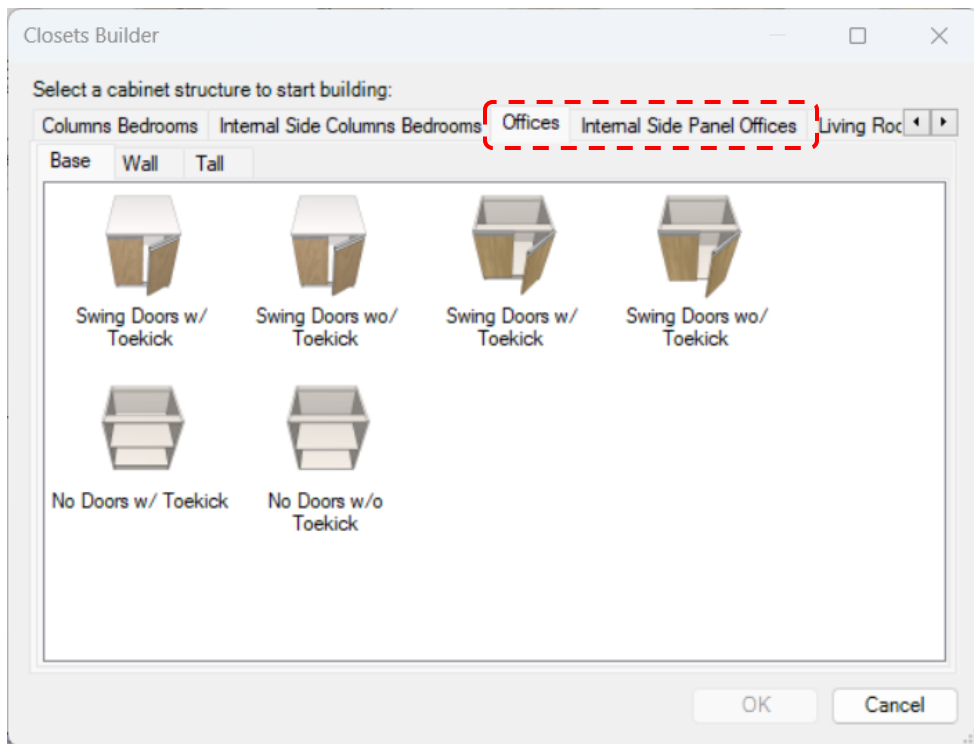 Closets Builder
Select a cabinet structure to start building:
Columns Bedrooms Internal Side Columns Bedrooms Offices Internal Side Panel Offices Living Roo
Base Wall Tall
Swing Doors w/ Swing Doors wo/ Swing Doors w/ Swing Doors wo/
Toekick Toekick Toekick Toekick
No Doors w/ Toekick No Doors w/o
Toekick
OK Cancel